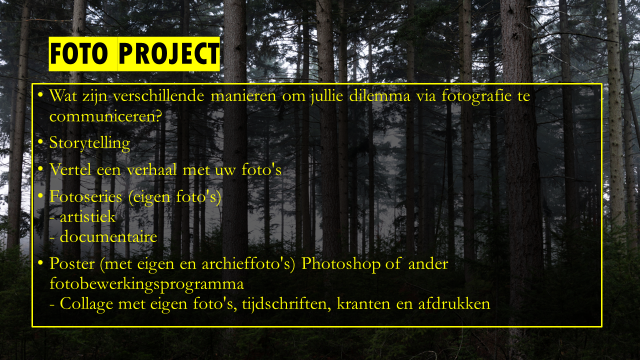 FOTO PROJECT
• Wat zijn verschillende manieren om jullie dilemma via fotografie te
communiceren?
• Storytelling
• Vertel een verhaal met uw foto's
• Fotoseries (eigen foto's)
- artistiek
- documentaire
• Poster (met eigen en archieffoto's) Photoshop of ander
fotobewerkingsprogramma
- Collage met eigen foto's, tijdschriften, kranten en afdrukken